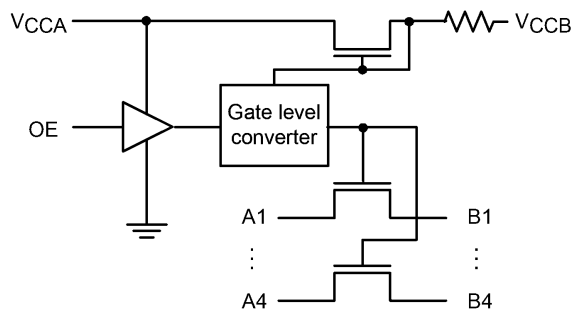 VCCA
VCCB
OE
Gate level
converter
A1
B1
A4
B4